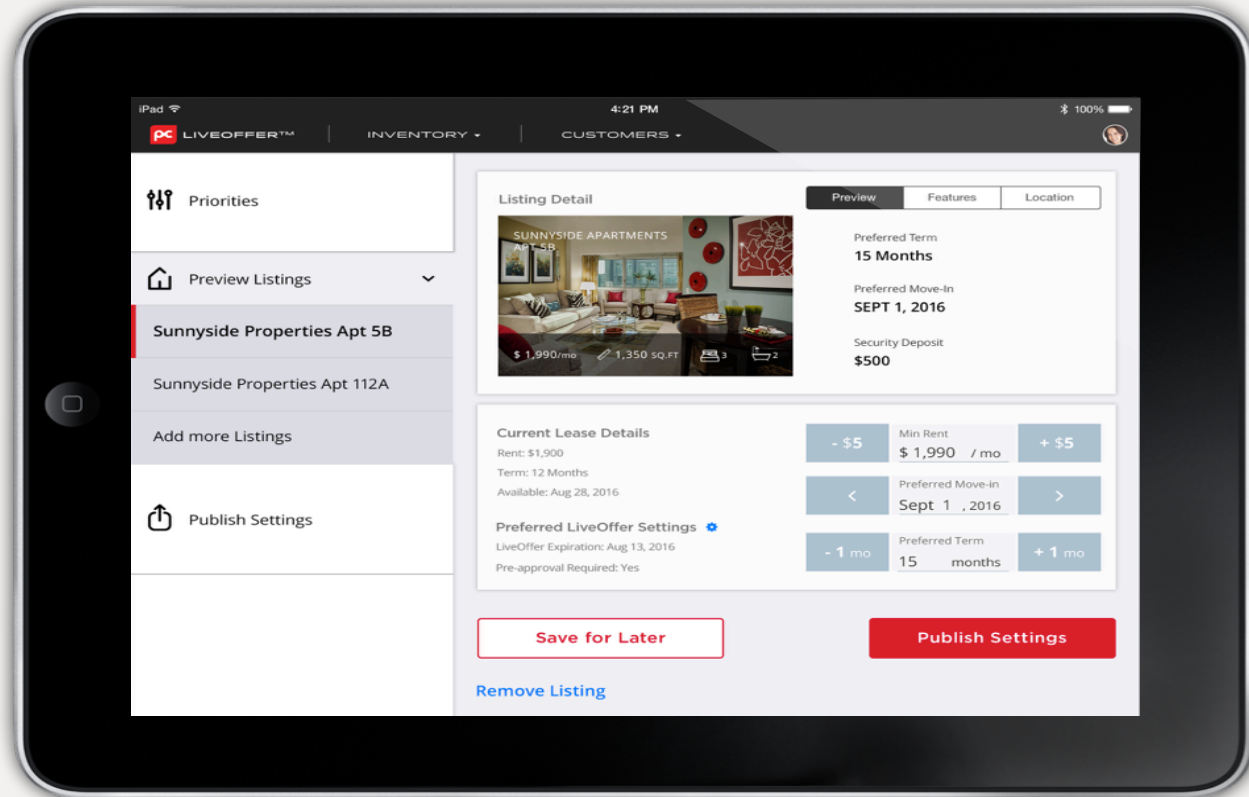 iPad
4:21 PM
100%
pc LIVEOFFER™
INVENTORY
CUSTOMERS
Priorities
Preview Listings
Sunnyside Properties Apt 5B
Sunnyside Properties Apt 112A
Add more Listings
Publish Settings
Listing Detail
Preview
Features
Location
SUNNYSIDE APARTMENTS
APT 5B
$ 1,990/mo
1,350 SQ.FT
3
2
Preferred Term
15 Months
Preferred Move-In
SEPT 1, 2016
Security Deposit
$500
Current Lease Details
Rent: $1,900
Term: 12 Months
Available: Aug 28, 2016
Preferred LiveOffer Settings
LiveOffer Expiration: Aug 13, 2016
Pre-approval Required: Yes
- $5
Min Rent
$ 1,990 / mo
+ $5
<
Preferred Move-in
Sept 1 , 2016
>
- 1 mo
Preferred Term
15 months
+ 1 mo
Save for Later
Publish Settings
Remove Listing